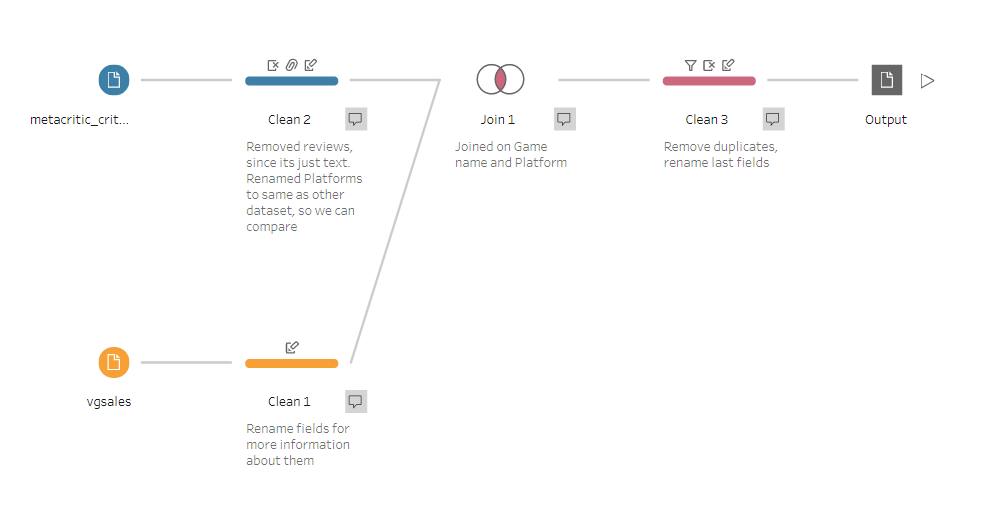 metacritic_crit...
Clean 2
Removed reviews,
since its just text.
Renamed Platforms
to same as other
dataset, so we can
compare
Join 1
Joined on Game
name and Platform
Clean 3
Remove duplicates,
rename last fields
Output
vgsales
Clean 1
Rename fields for
more information
about them